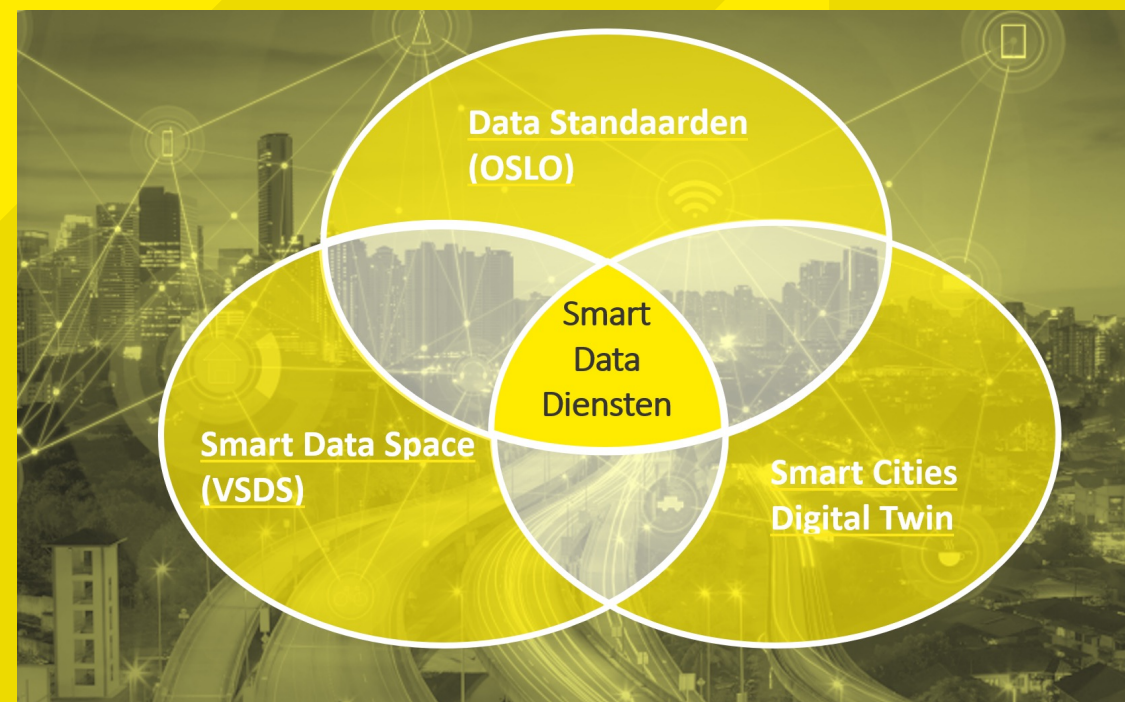 Data Standaarden
(OSLO)
Smart
Data
Diensten
Smart Data Space
(VSDS)
Smart Cities
Digital Twin